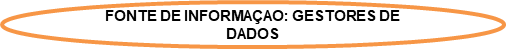 FONTE DE INFORMAÇAO: GESTORES DE
DADOS